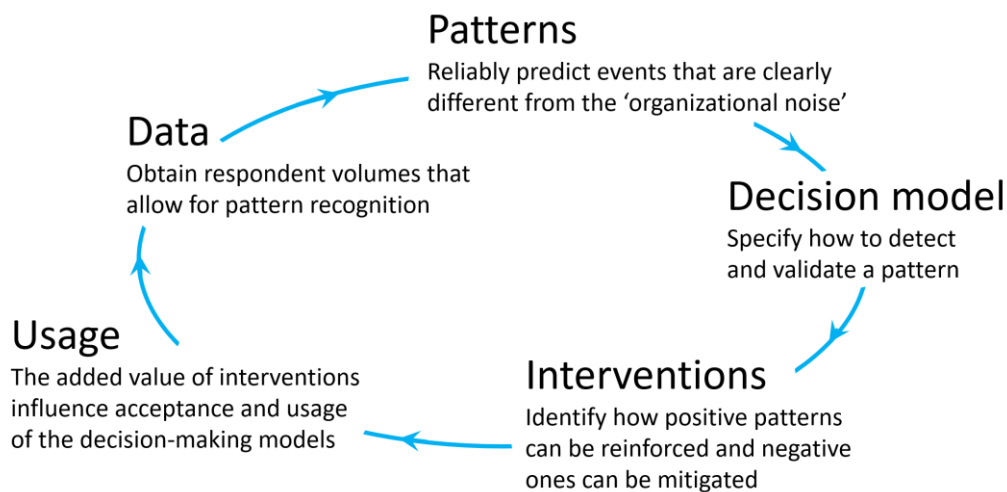 Patterns
Reliably predict events that are clearly
different from the ‘organizational noise’
Data
Obtain respondent volumes that
allow for pattern recognition
Decision model
Specify how to detect
and validate a pattern
Usage
The added value of interventions
influence acceptance and usage
of the decision-making models
Interventions
Identify how positive patterns
can be reinforced and negative
ones can be mitigated